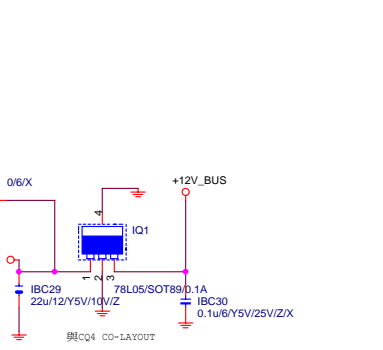 0/6/X
+12V_BUS
4
IQ1
1
2
3
78L05/SOT89/0.1A
IBC29
22u/12/Y5V/10V/Z
IBC30
0.1u/6/Y5V/25V/Z/X
與CQ4 CO-LAYOUT